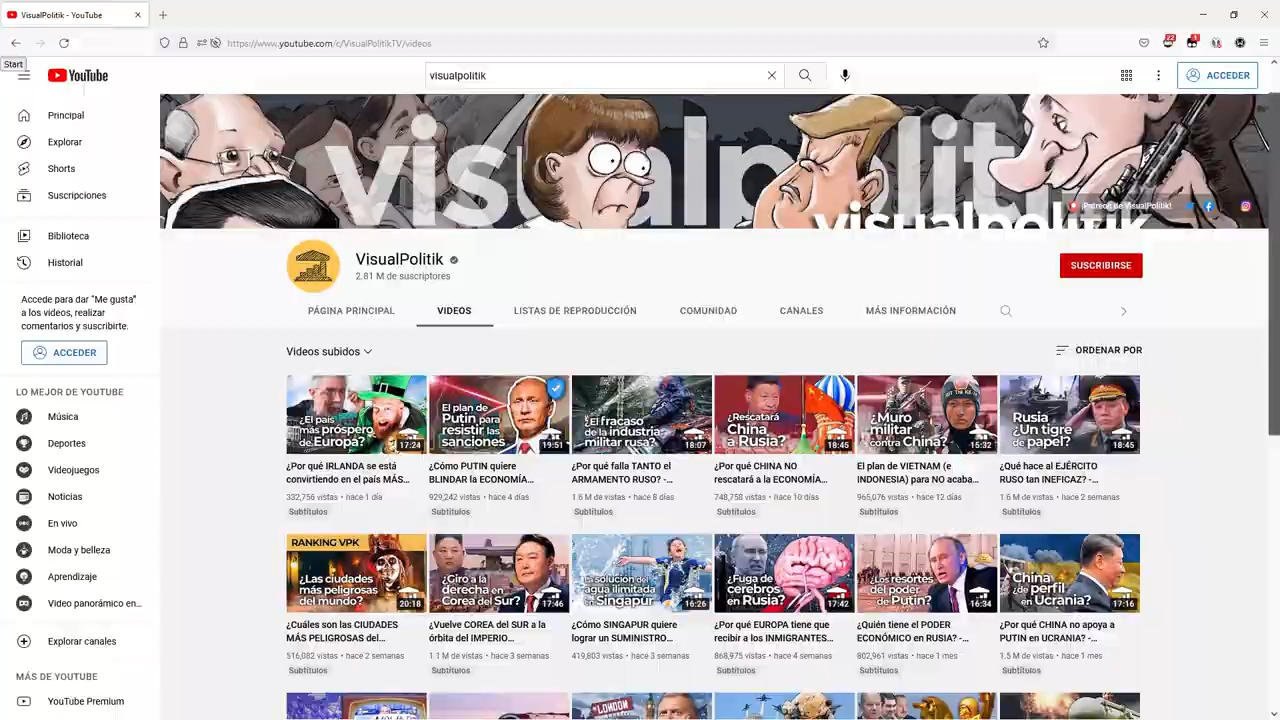 VisualPolitik - YouTube
https://www.youtube.com/c/VisualPolitikTV/videos
22
Start
YouTube
visualpolitik
ACCEDER
Principal
Explorar
Shorts
Suscripciones
Biblioteca
Historial
Accede para dar “Me gusta”
a los videos, realizar
comentarios y suscribirte.
ACCEDER
LO MEJOR DE YOUTUBE
Música
Deportes
Videojuegos
Noticias
En vivo
Moda y belleza
Aprendizaje
Video panorámico en...
Explorar canales
MÁS DE YOUTUBE
YouTube Premium
visualpolitik
visualpolitik
¡Patreon de VisualPolitik!
VisualPolitik
2.81 M de suscriptores
SUSCRIBIRSE
PÁGINA PRINCIPAL
VIDEOS
LISTAS DE REPRODUCCIÓN
COMUNIDAD
CANALES
MÁS INFORMACIÓN
Videos subidos
ORDENAR POR
¿El país
más próspero
de Europa?
17:24
¿Por qué IRLANDA se está
convirtiendo en el país MÁS...
332,756 vistas • hace 1 día
Subtítulos
El plan de
Putin para
resistir las
sanciones
19:51
¿Cómo PUTIN quiere
BLINDAR la ECONOMÍA...
929,242 vistas • hace 4 días
Subtítulos
¿El fracaso
de la industria
militar rusa?
18:07
¿Por qué falla TANTO el
ARMAMENTO RUSO? -...
1.6 M de vistas • hace 8 días
Subtítulos
¿Rescatará
China
a Rusia?
18:45
¿Por qué CHINA NO
rescatará a la ECONOMÍA...
748,758 vistas • hace 10 días
Subtítulos
¿Muro
militar
contra China?
15:32
El plan de VIETNAM (e
INDONESIA) para NO acaba...
965,076 vistas • hace 12 días
Subtítulos
Rusia
¿Un tigre
de papel?
18:45
¿Qué hace al EJÉRCITO
RUSO tan INEFICAZ? -...
1.6 M de vistas • hace 2 semanas
Subtítulos
RANKING VPK
¿Las ciudades
más peligrosas
del mundo?
20:18
¿Cuáles son las CIUDADES
MÁS PELIGROSAS del...
516,082 vistas • hace 2 semanas
Subtítulos
¿Giro a la
derecha en
Corea del Sur?
17:46
¿Vuelve COREA del SUR a la
órbita del IMPERIO...
1.1 M de vistas • hace 3 semanas
Subtítulos
La solución del
agua ilimitada
en Singapur
16:26
¿Cómo SINGAPUR quiere
lograr un SUMINISTRO...
419,803 vistas • hace 3 semanas
Subtítulos
¿Fuga de
cerebros
en Rusia?
17:42
¿Por qué EUROPA tiene que
recibir a los INMIGRANTES...
868,975 vistas • hace 4 semanas
Subtítulos
¿Los resortes
del poder
de Putin?
16:34
¿Quién tiene el PODER
ECONÓMICO en RUSIA? -...
802,961 vistas • hace 1 mes
Subtítulos
China
¿de perfil
en Ucrania?
17:16
¿Por qué CHINA no apoya a
PUTIN en UCRANIA? -...
1.5 M de vistas • hace 1 mes
Subtítulos
LONDON